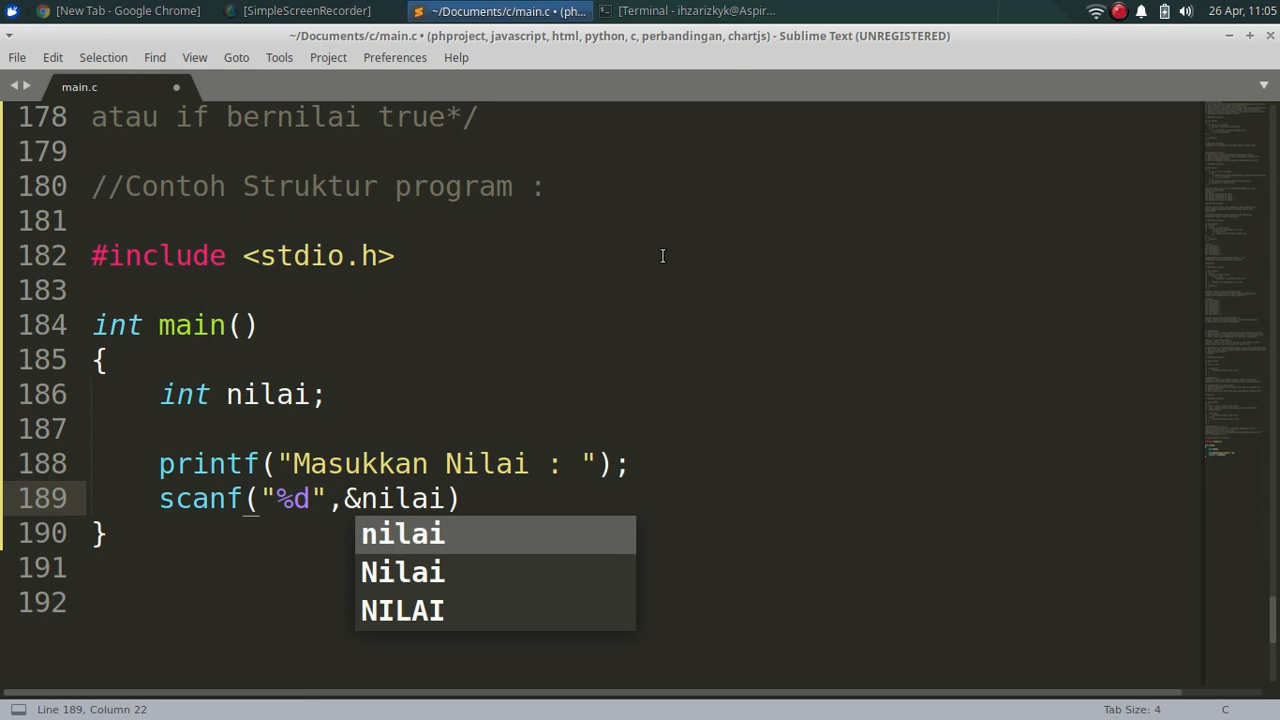 [New Tab - Google Chrome] [SimpleScreenRecorder] ~/Documents/c/main.c • (ph... [Terminal - ihzarizkyk@Aspir... 26 Apr, 11:05
~/Documents/c/main.c • (phproject, javascript, html, python, c, perbandingan, chartjs) - Sublime Text (UNREGISTERED)
File Edit Selection Find View Goto Tools Project Preferences Help
main.c
178 atau if bernilai true*/
179
180 //Contoh Struktur program :
181
182 #include <stdio.h>
183
184 int main()
185 {
186 int nilai;
187
188 printf("Masukkan Nilai : ");
189 scanf("%d",&nilai)
nilai
190 }
Nilai
191
NILAI
192
Line 189, Column 22 Tab Size: 4 C